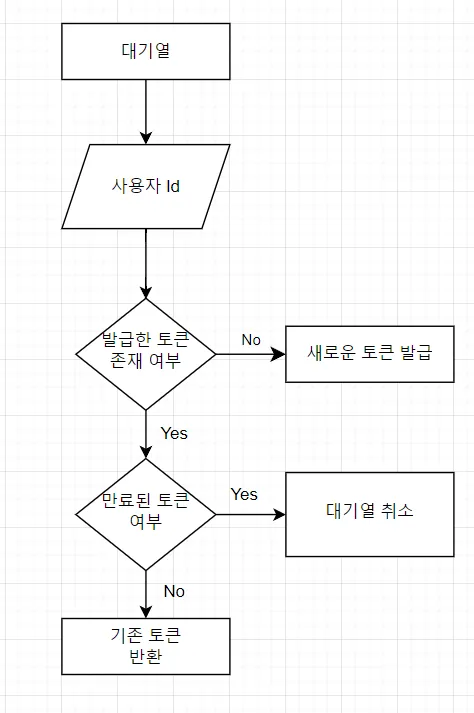 대기열
사용자 Id
발급한 토큰
존재 여부
No
새로운 토큰 발급
Yes
만료된 토큰
여부
Yes
대기열 취소
No
기존 토큰
반환